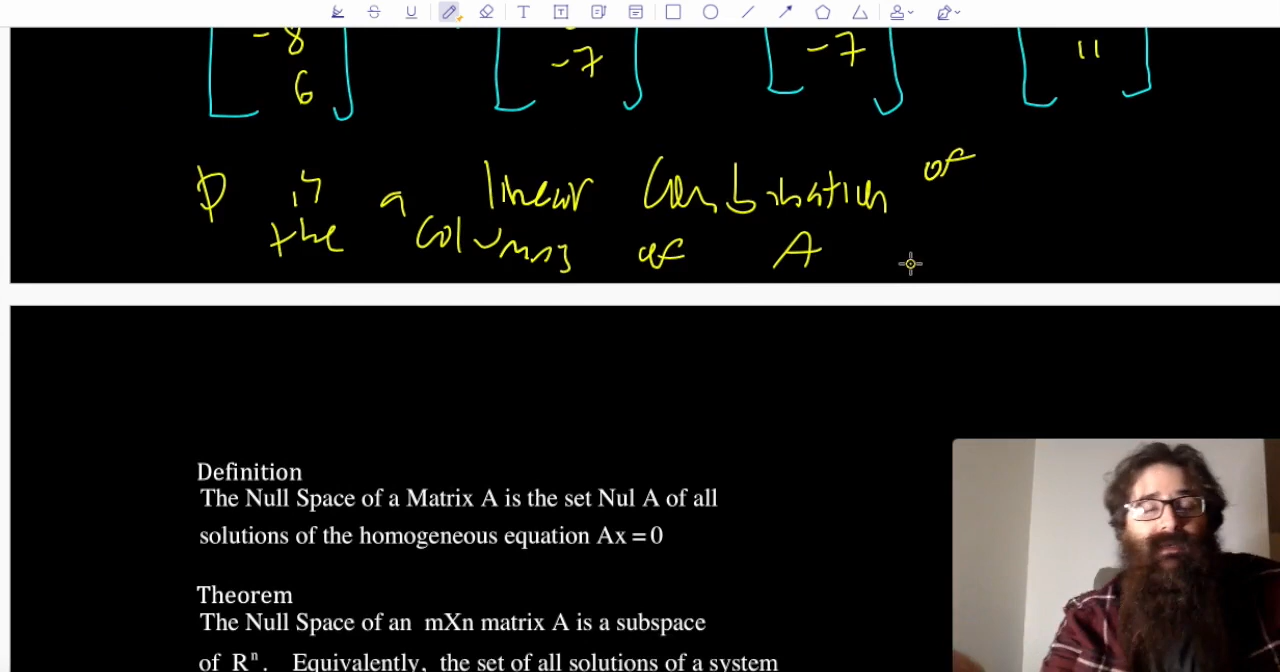 -8 -7 -7 11
6
p is a linear combination of
the columns of A
Definition
The Null Space of a Matrix A is the set Nul A of all
solutions of the homogeneous equation Ax = 0
Theorem
The Null Space of an mXn matrix A is a subspace
of Rⁿ. Equivalently, the set of all solutions of a system